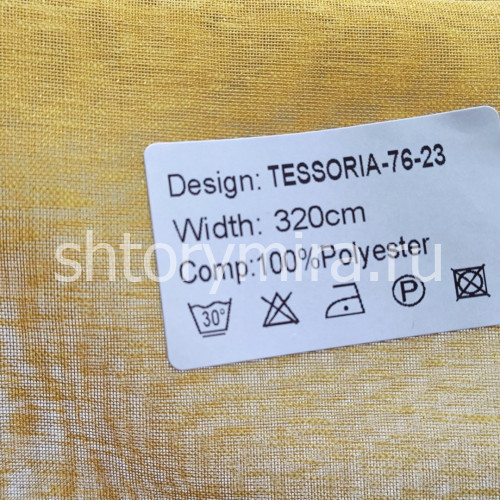 Design: TESSORIA-76-23
Width: 320cm
shtorymira.ru
Comp:100%Polyester
30°
P